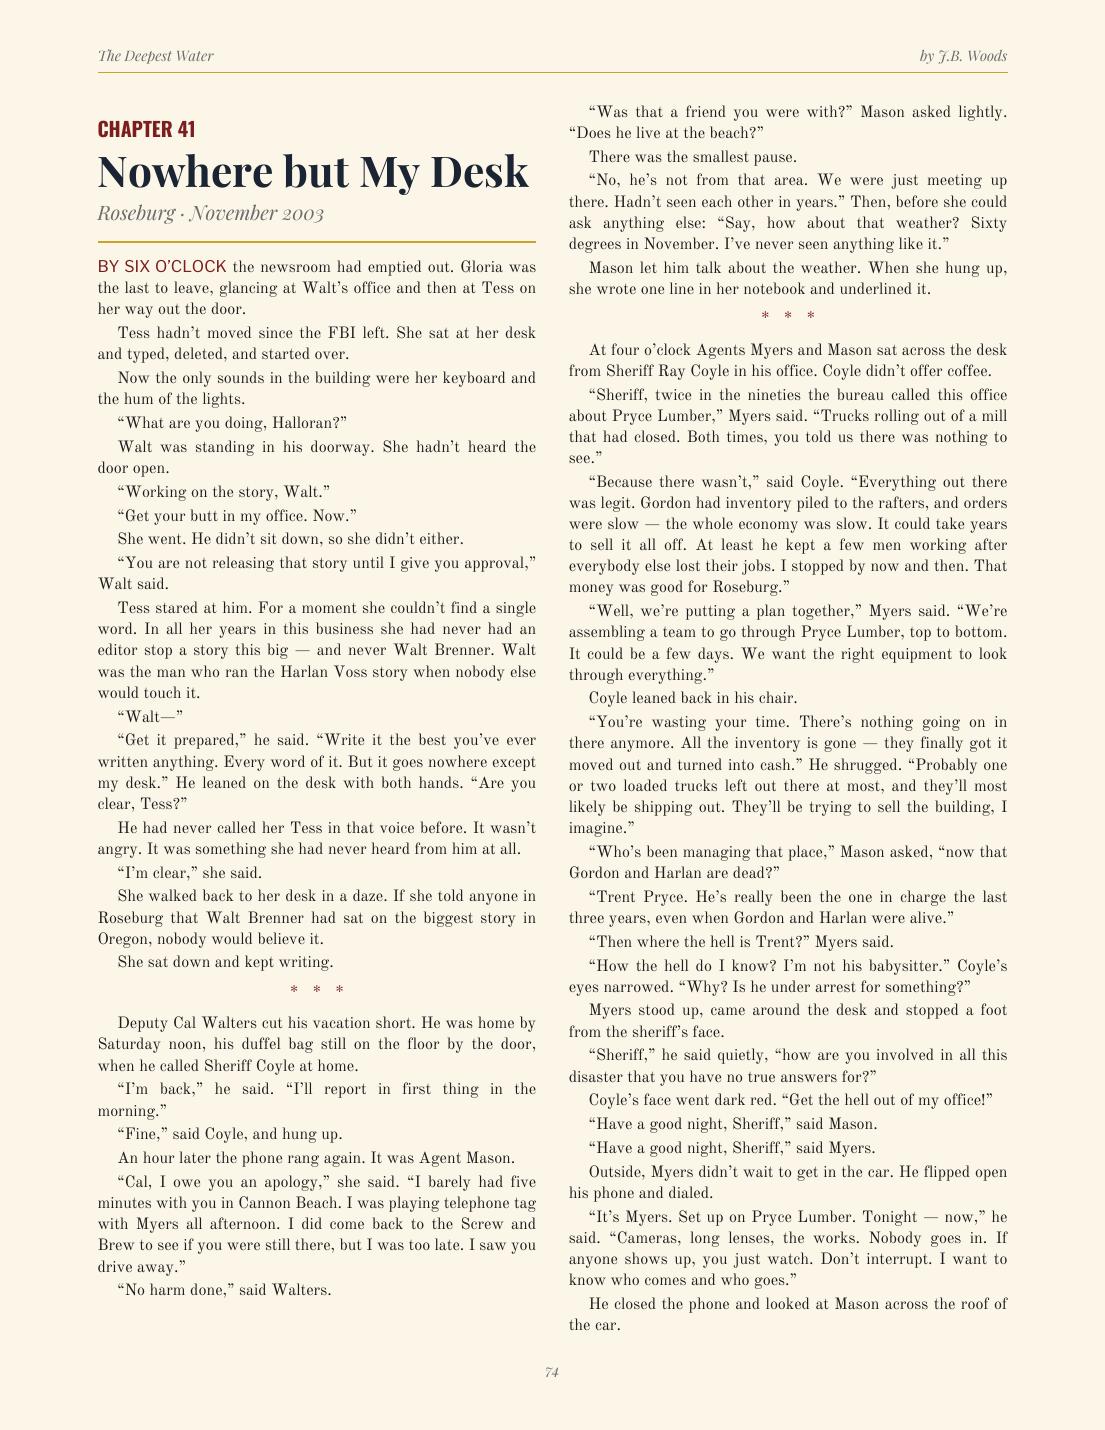 The Deepest Water
by J.B. Woods
CHAPTER 41
Nowhere but My Desk
Roseburg · November 2003
BY SIX O’CLOCK the newsroom had emptied out. Gloria was
the last to leave, glancing at Walt’s office and then at Tess on
her way out the door.
Tess hadn’t moved since the FBI left. She sat at her desk
and typed, deleted, and started over.
Now the only sounds in the building were her keyboard and
the hum of the lights.
“What are you doing, Halloran?”
Walt was standing in his doorway. She hadn’t heard the
door open.
“Working on the story, Walt.”
“Get your butt in my office. Now.”
She went. He didn’t sit down, so she didn’t either.
“You are not releasing that story until I give you approval,”
Walt said.
Tess stared at him. For a moment she couldn’t find a single
word. In all her years in this business she had never had an
editor stop a story this big — and never Walt Brenner. Walt
was the man who ran the Harlan Voss story when nobody else
would touch it.
“Walt—”
“Get it prepared,” he said. “Write it the best you’ve ever
written anything. Every word of it. But it goes nowhere except
my desk.” He leaned on the desk with both hands. “Are you
clear, Tess?”
He had never called her Tess in that voice before. It wasn’t
angry. It was something she had never heard from him at all.
“I’m clear,” she said.
She walked back to her desk in a daze. If she told anyone in
Roseburg that Walt Brenner had sat on the biggest story in
Oregon, nobody would believe it.
She sat down and kept writing.
* * *
Deputy Cal Walters cut his vacation short. He was home by
Saturday noon, his duffel bag still on the floor by the door,
when he called Sheriff Coyle at home.
“I’m back,” he said. “I’ll report in first thing in the
morning.”
“Fine,” said Coyle, and hung up.
An hour later the phone rang again. It was Agent Mason.
“Cal, I owe you an apology,” she said. “I barely had five
minutes with you in Cannon Beach. I was playing telephone tag
with Myers all afternoon. I did come back to the Screw and
Brew to see if you were still there, but I was too late. I saw you
drive away.”
“No harm done,” said Walters.
“Was that a friend you were with?” Mason asked lightly.
“Does he live at the beach?”
There was the smallest pause.
“No, he’s not from that area. We were just meeting up
there. Hadn’t seen each other in years.” Then, before she could
ask anything else: “Say, how about that weather? Sixty
degrees in November. I’ve never seen anything like it.”
Mason let him talk about the weather. When she hung up,
she wrote one line in her notebook and underlined it.
* * *
At four o’clock Agents Myers and Mason sat across the desk
from Sheriff Ray Coyle in his office. Coyle didn’t offer coffee.
“Sheriff, twice in the nineties the bureau called this office
about Pryce Lumber,” Myers said. “Trucks rolling out of a mill
that had closed. Both times, you told us there was nothing to
see.”
“Because there wasn’t,” said Coyle. “Everything out there
was legit. Gordon had inventory piled to the rafters, and orders
were slow — the whole economy was slow. It could take years
to sell it all off. At least he kept a few men working after
everybody else lost their jobs. I stopped by now and then. That
money was good for Roseburg.”
“Well, we’re putting a plan together,” Myers said. “We’re
assembling a team to go through Pryce Lumber, top to bottom.
It could be a few days. We want the right equipment to look
through everything.”
Coyle leaned back in his chair.
“You’re wasting your time. There’s nothing going on in
there anymore. All the inventory is gone — they finally got it
moved out and turned into cash.” He shrugged. “Probably one
or two loaded trucks left out there at most, and they’ll most
likely be shipping out. They’ll be trying to sell the building, I
imagine.”
“Who’s been managing that place,” Mason asked, “now that
Gordon and Harlan are dead?”
“Trent Pryce. He’s really been the one in charge the last
three years, even when Gordon and Harlan were alive.”
“Then where the hell is Trent?” Myers said.
“How the hell do I know? I’m not his babysitter.” Coyle’s
eyes narrowed. “Why? Is he under arrest for something?”
Myers stood up, came around the desk and stopped a foot
from the sheriff’s face.
“Sheriff,” he said quietly, “how are you involved in all this
disaster that you have no true answers for?”
Coyle’s face went dark red. “Get the hell out of my office!”
“Have a good night, Sheriff,” said Mason.
“Have a good night, Sheriff,” said Myers.
Outside, Myers didn’t wait to get in the car. He flipped open
his phone and dialed.
“It’s Myers. Set up on Pryce Lumber. Tonight — now,” he
said. “Cameras, long lenses, the works. Nobody goes in. If
anyone shows up, you just watch. Don’t interrupt. I want to
know who comes and who goes.”
He closed the phone and looked at Mason across the roof of
the car.
74